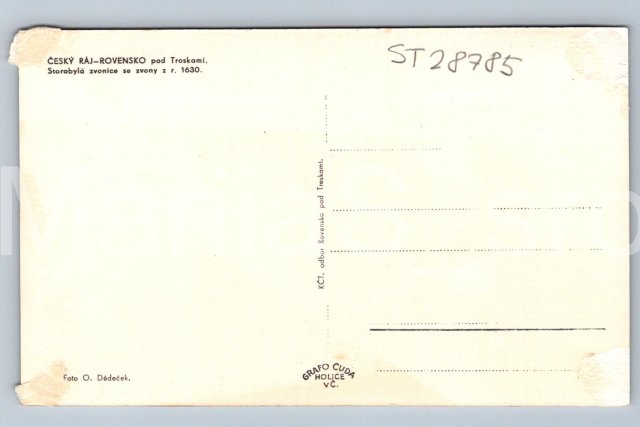 ČESKÝ RÁJ–ROVENSKO pod Troskami.
Starobylá zvonice se zvony z r. 1630.
ST28785
KČT, odbor Rovensko pod Troskami.
Foto O. Dědeček.
GRAFO ČUDA
HOLICE
V Č.